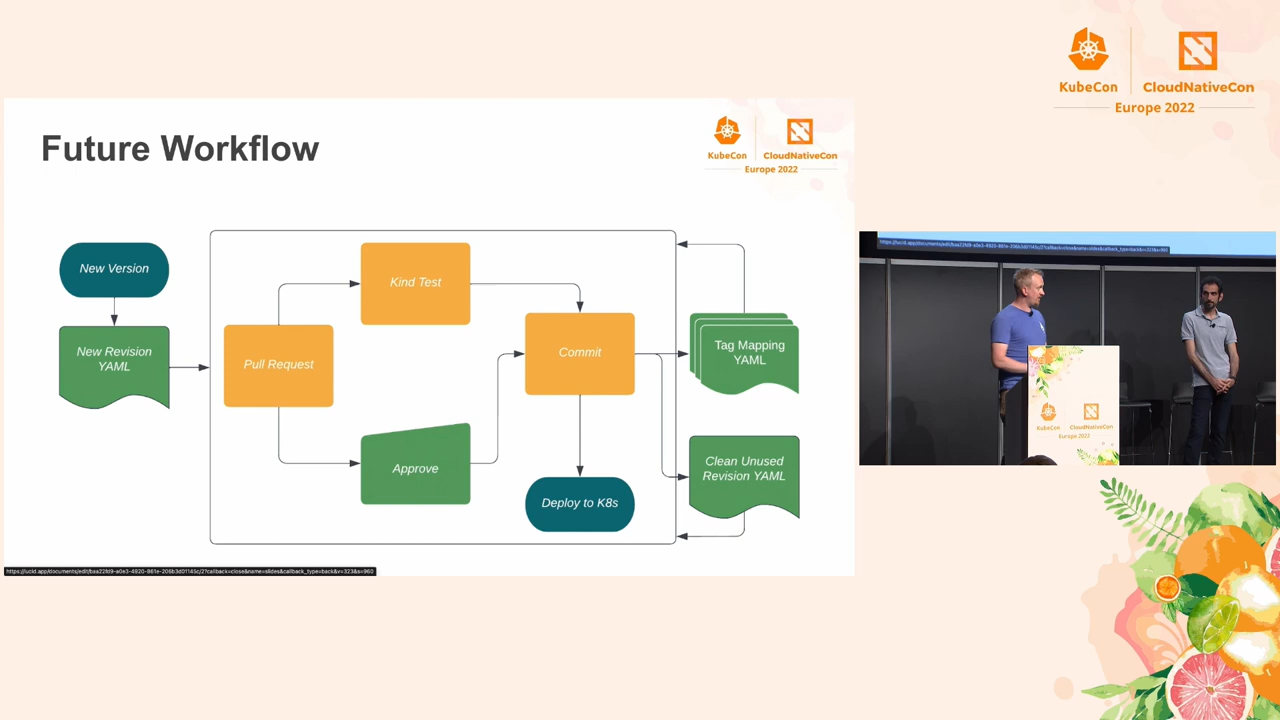 KubeCon
CloudNativeCon
Europe 2022
Future Workflow
KubeCon
CloudNativeCon
Europe 2022
New Version
New Revision
YAML
Pull Request
Kind Test
Approve
Commit
Deploy to K8s
Tag Mapping
YAML
Clean Unused
Revision YAML
KubeCon
CloudNativeCon
Europe 2022